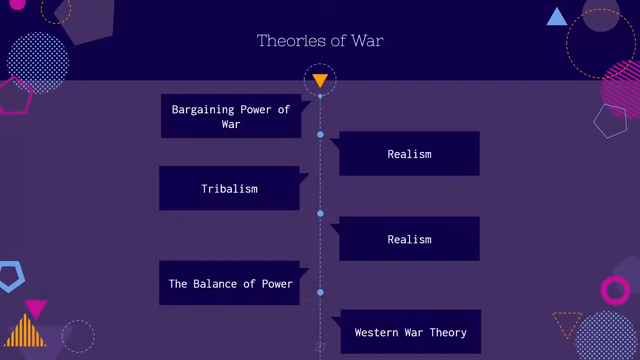 Theories of War
Bargaining Power of
War
Realism
Tribalism
Realism
The Balance of Power
Western War Theory